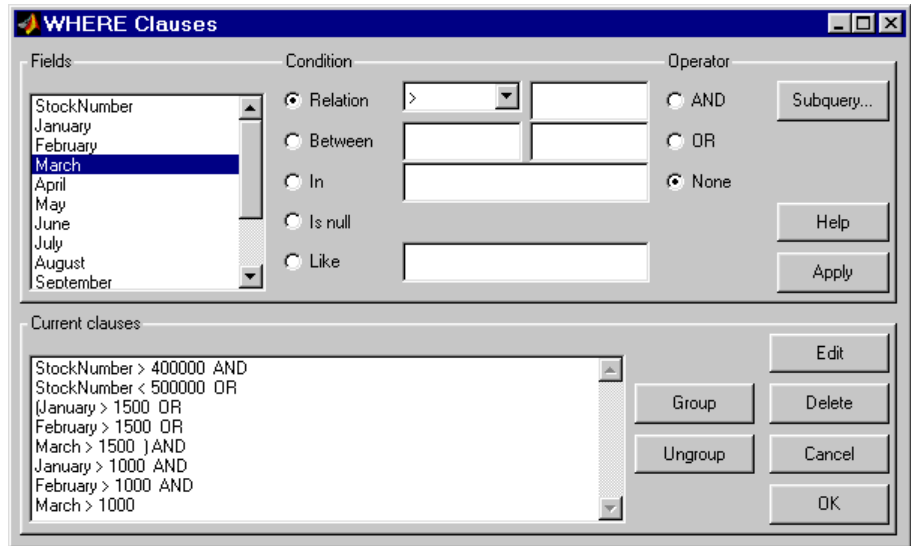 WHERE Clauses
Fields
Condition
Operator
StockNumber
January
February
March
April
May
June
July
August
September
Relation
>
Between
In
Is null
Like
AND
OR
None
Subquery...
Help
Apply
Current clauses
StockNumber > 400000 AND
StockNumber < 500000 OR
(January > 1500 OR
February > 1500 OR
March > 1500 ) AND
January > 1000 AND
February > 1000 AND
March > 1000
Group
Ungroup
Edit
Delete
Cancel
OK